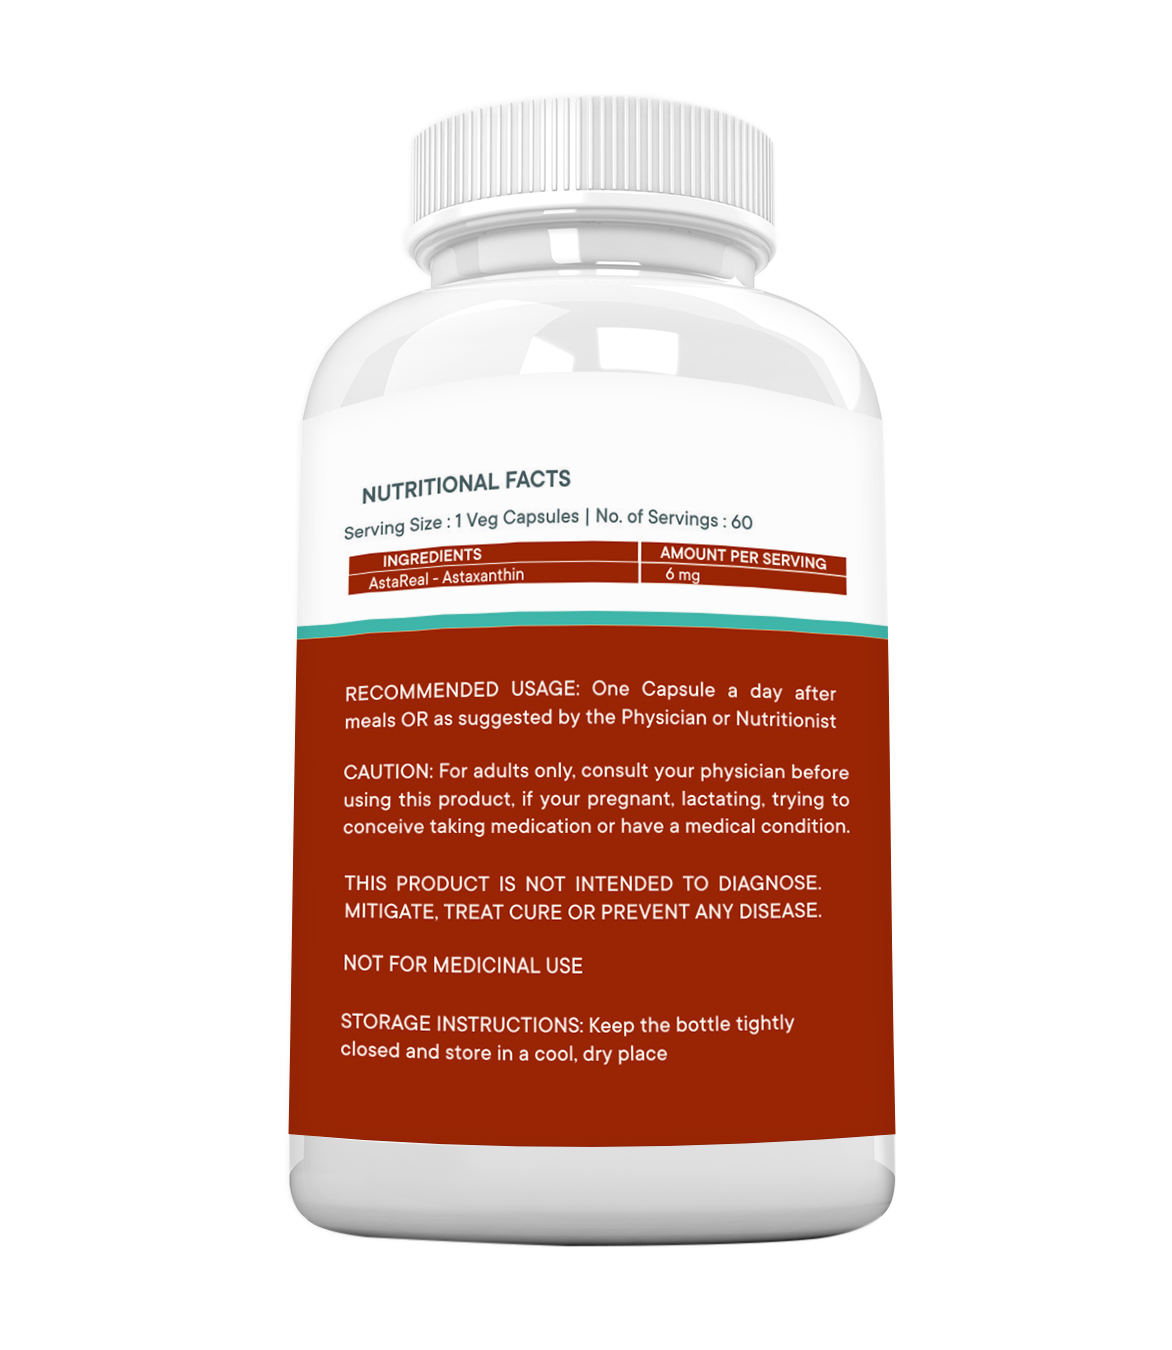 NUTRITIONAL FACTS
Serving Size : 1 Veg Capsules | No. of Servings : 60
INGREDIENTS AMOUNT PER SERVING
AstaReal - Astaxanthin 6 mg
RECOMMENDED USAGE: One Capsule a day after
meals OR as suggested by the Physician or Nutritionist
CAUTION: For adults only, consult your physician before
using this product, if your pregnant, lactating, trying to
conceive taking medication or have a medical condition.
THIS PRODUCT IS NOT INTENDED TO DIAGNOSE.
MITIGATE, TREAT CURE OR PREVENT ANY DISEASE.
NOT FOR MEDICINAL USE
STORAGE INSTRUCTIONS: Keep the bottle tightly
closed and store in a cool, dry place